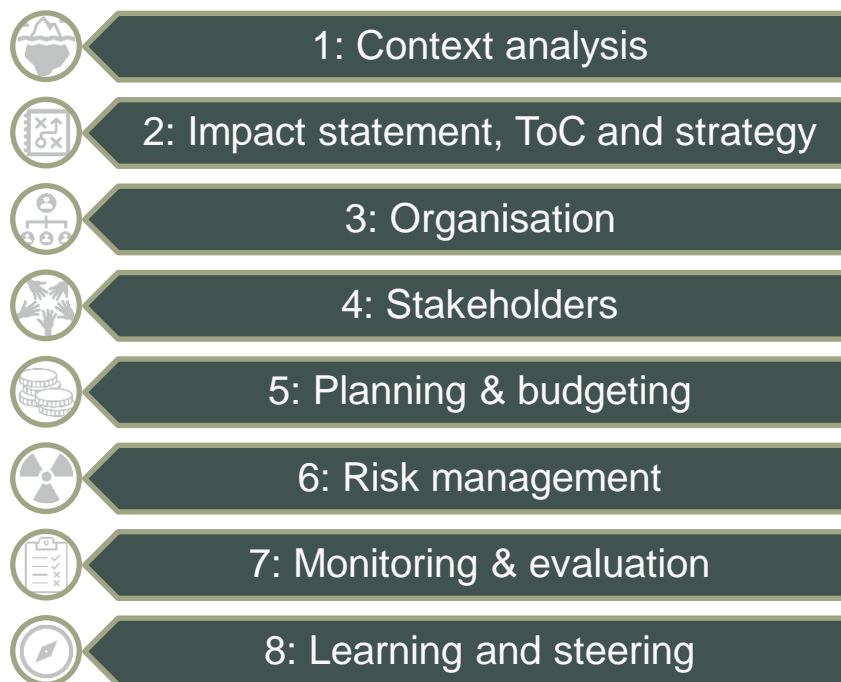 1: Context analysis
2: Impact statement, ToC and strategy
3: Organisation
4: Stakeholders
5: Planning & budgeting
6: Risk management
7: Monitoring & evaluation
8: Learning and steering